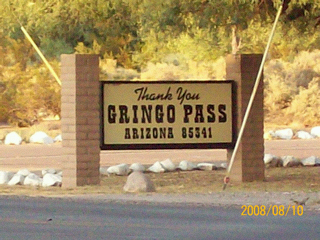 Thank You
GRINGO PASS
ARIZONA 85341
2008/08/10